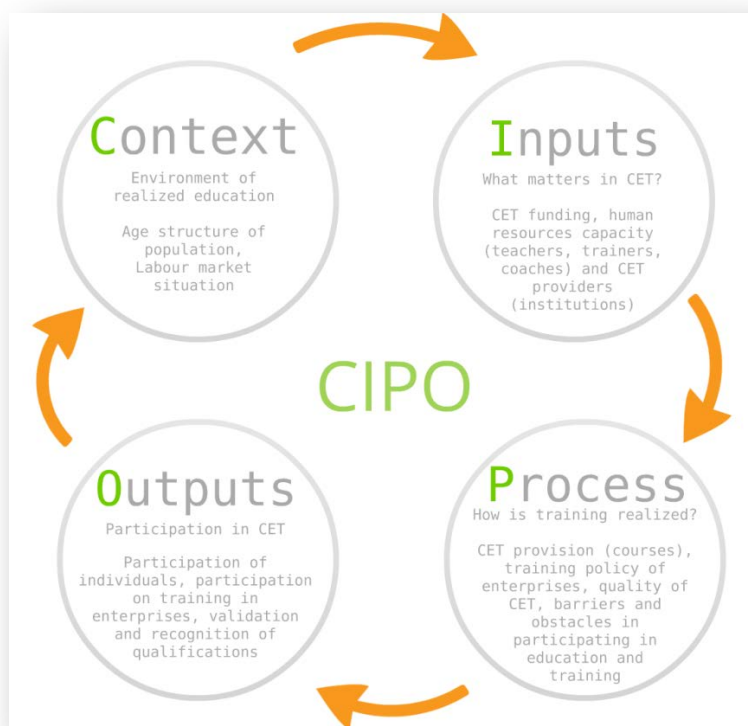 Context
Environment of
realized education
Age structure of
population,
Labour market
situation
Inputs
What matters in CET?
CET funding, human
resources capacity
(teachers, trainers,
coaches) and CET
providers
(institutions)
CIPO
Outputs
Participation in CET
Participation of
individuals, participation
on training in
enterprises, validation
and recognition of
qualifications
Process
How is training realized?
CET provision (courses),
training policy of
enterprises, quality of
CET, barriers and
obstacles in
participating in
education and
training